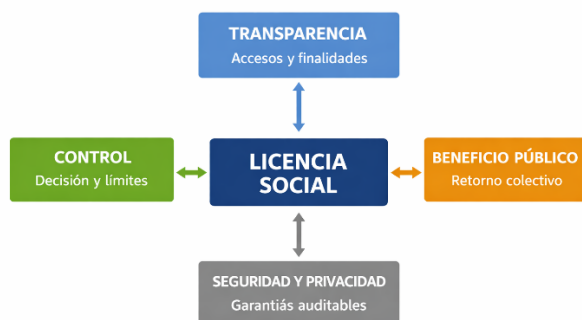 TRANSPARENCIA
Accesos y finalidades
CONTROL
Decisión y límites
LICENCIA
SOCIAL
BENEFICIO PÚBLICO
Retorno colectivo
SEGURIDAD Y PRIVACIDAD
Garantiás auditables